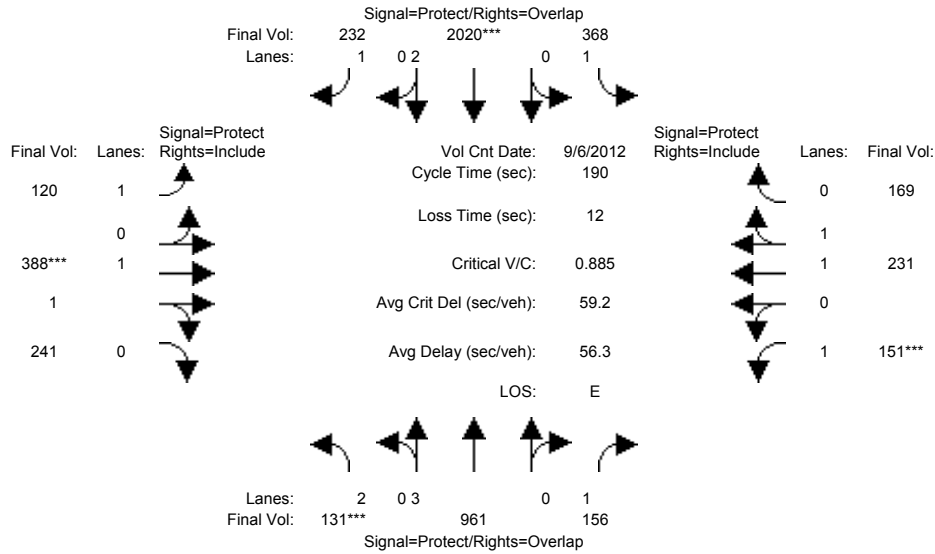 Signal=Protect/Rights=Overlap
Final Vol: 232 2020*** 368
Lanes: 1 0 2 0 1
Signal=Protect Signal=Protect
Final Vol: Lanes: Rights=Include Vol Cnt Date: 9/6/2012 Rights=Include Lanes: Final Vol:
Cycle Time (sec): 190
120 1 0 169
Loss Time (sec): 12
0 1
388*** 1 Critical V/C: 0.885 1 231
1 Avg Crit Del (sec/veh): 59.2 0
241 0 Avg Delay (sec/veh): 56.3 1 151***
LOS: E
Lanes: 2 0 3 0 1
Final Vol: 131*** 961 156
Signal=Protect/Rights=Overlap